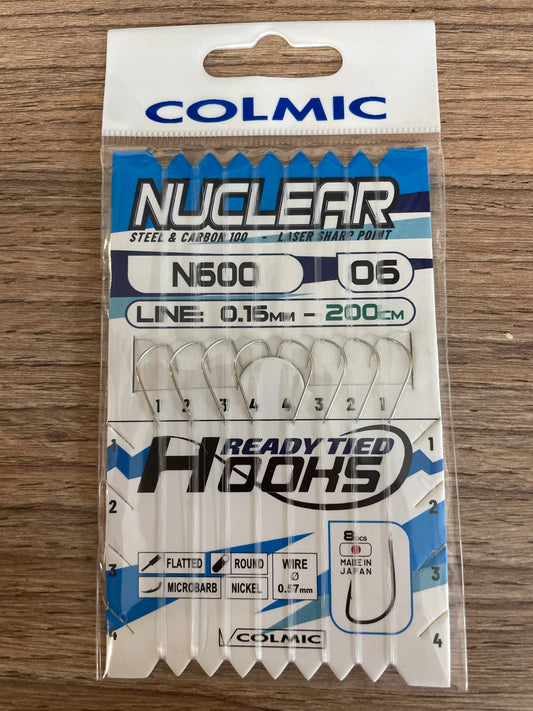 COLMIC
NUCLEAR
STEEL & CARBON 100 - LASER SHARP POINT
N600 06
LINE: 0.15MM - 200CM
1 2 3 4 4 3 2 1
READY TIED
HOOKS
1 1
2 2
3 3
4 4
FLATTED ROUND
MICROBARB NICKEL
WIRE
Ø
0.57mm
8 PCS
MADE IN
JAPAN
COLMIC